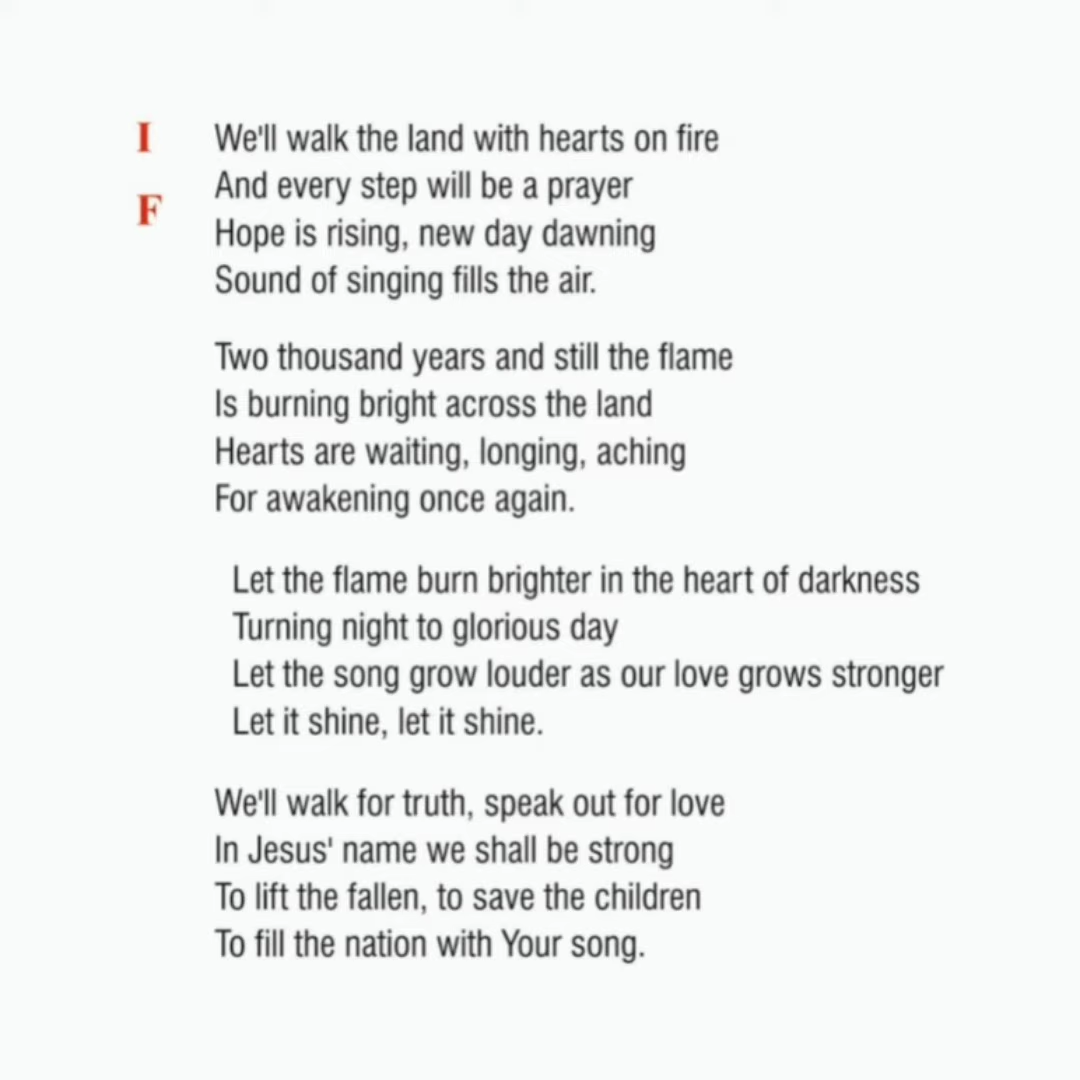 I We'll walk the land with hearts on fire
And every step will be a prayer
F
Hope is rising, new day dawning
Sound of singing fills the air.
Two thousand years and still the flame
Is burning bright across the land
Hearts are waiting, longing, aching
For awakening once again.
Let the flame burn brighter in the heart of darkness
Turning night to glorious day
Let the song grow louder as our love grows stronger
Let it shine, let it shine.
We'll walk for truth, speak out for love
In Jesus' name we shall be strong
To lift the fallen, to save the children
To fill the nation with Your song.